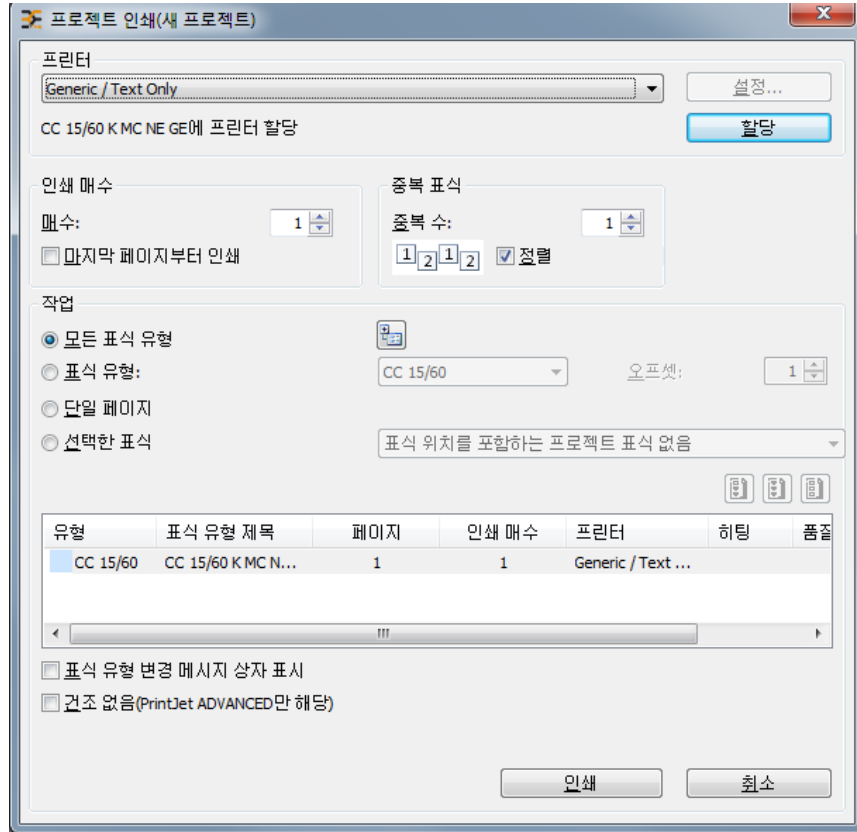 프로젝트 인쇄(새 프로젝트)
프린터
Generic / Text Only
설정...
CC 15/60 K MC NE GE에 프린터 할당
할당
인쇄 매수
중복 표식
매수:
1
중복 수:
1
마지막 페이지부터 인쇄
1 2 1 2
정렬
작업
모든 표식 유형
표식 유형:
CC 15/60
오프셋:
1
단일 페이지
선택한 표식
표식 위치를 포함하는 프로젝트 표식 없음
유형 표식 유형 제목 페이지 인쇄 매수 프린터 히팅 품질
CC 15/60 CC 15/60 K MC N... 1 1 Generic / Text ...
표식 유형 변경 메시지 상자 표시
건조 없음(PrintJet ADVANCED만 해당)
인쇄
취소